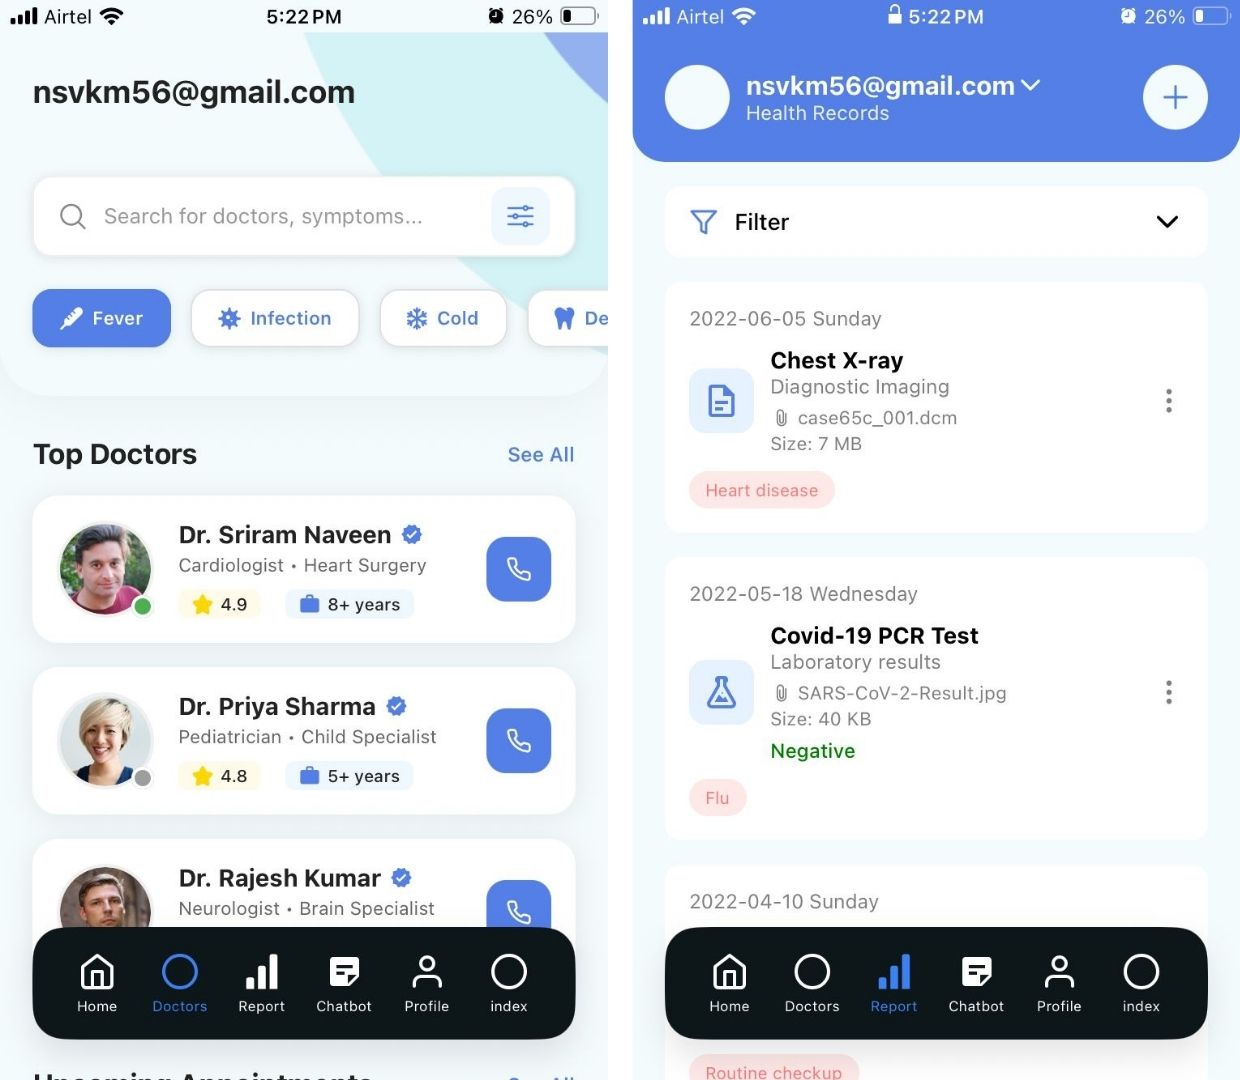 Airtel 5:22 PM 26%
nsvkm56@gmail.com
Search for doctors, symptoms...
Fever Infection Cold De
Top Doctors See All
Dr. Sriram Naveen
Cardiologist • Heart Surgery
4.9 8+ years
Dr. Priya Sharma
Pediatrician • Child Specialist
4.8 5+ years
Dr. Rajesh Kumar
Neurologist • Brain Specialist
Home Doctors Report Chatbot Profile index
Upcoming Appointments See All
Airtel 5:22 PM 26%
nsvkm56@gmail.com
Health Records
Filter
2022-06-05 Sunday
Chest X-ray
Diagnostic Imaging
case65c_001.dcm
Size: 7 MB
Heart disease
2022-05-18 Wednesday
Covid-19 PCR Test
Laboratory results
SARS-CoV-2-Result.jpg
Size: 40 KB
Negative
Flu
2022-04-10 Sunday
Home Doctors Report Chatbot Profile index
Routine checkup